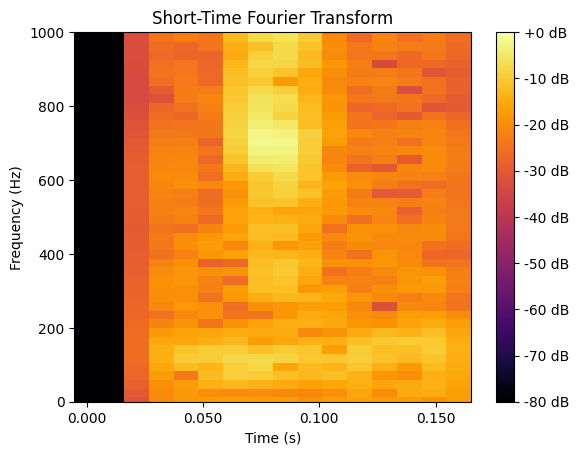 Short-Time Fourier Transform
1000
800
600
400
200
0
Frequency (Hz)
0.000
0.050
0.100
0.150
Time (s)
+0 dB
-10 dB
-20 dB
-30 dB
-40 dB
-50 dB
-60 dB
-70 dB
-80 dB